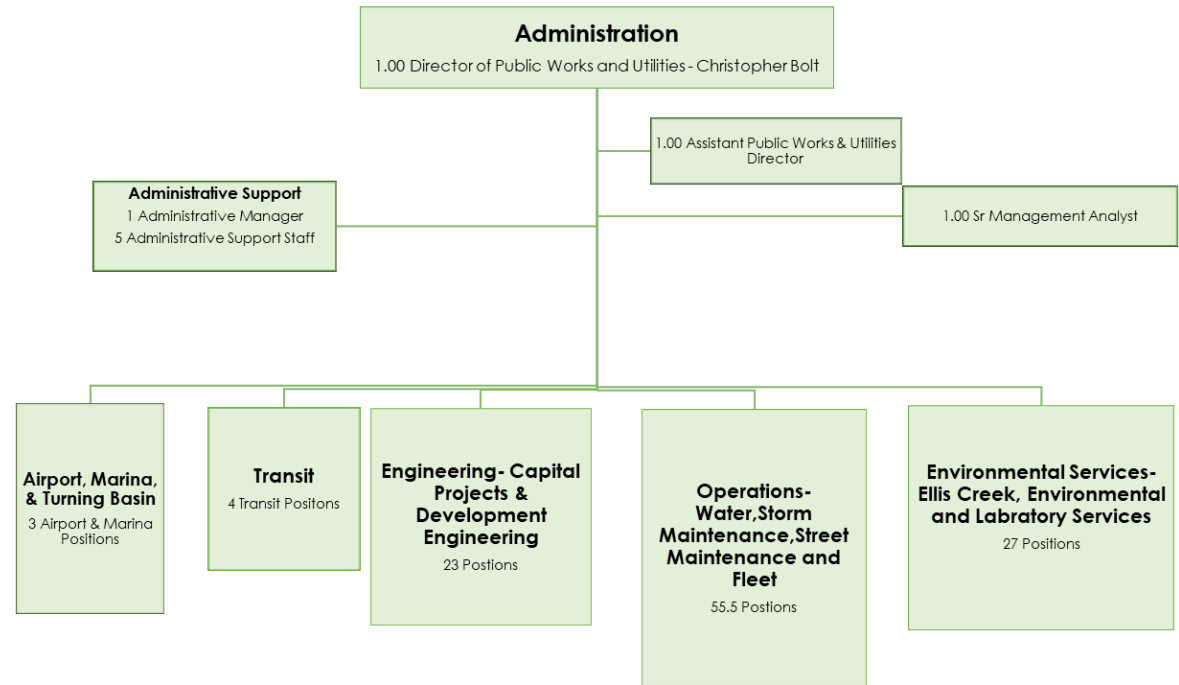 Administration
1.00 Director of Public Works and Utilities- Christopher Bolt
1.00 Assistant Public Works & Utilities
Director
Administrative Support
1 Administrative Manager
5 Administrative Support Staff
1.00 Sr Management Analyst
Airport, Marina,
& Turning Basin
3 Airport & Marina
Positions
Transit
4 Transit Positons
Engineering- Capital
Projects &
Development
Engineering
23 Postions
Operations-
Water,Storm
Maintenance,Street
Maintenance and
Fleet
55.5 Postions
Environmental Services-
Ellis Creek, Environmental
and Labratory Services
27 Positions